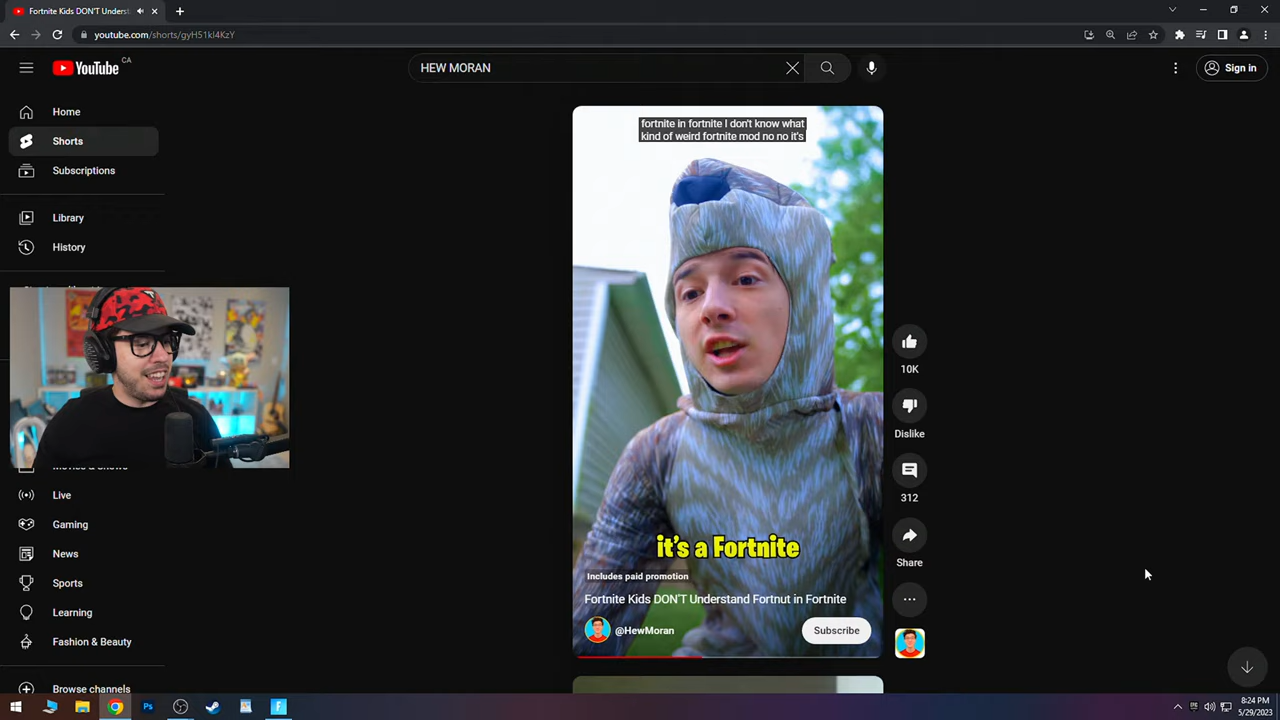 Fortnite Kids DON'T Underst
youtube.com/shorts/gyH51kI4KzY
YouTube CA
HEW MORAN
Sign in
Home
Shorts
Subscriptions
Library
History
Live
Gaming
News
Sports
Learning
Fashion & Beauty
Browse channels
fortnite in fortnite I don't know what
kind of weird fortnite mod no no it's
it's a Fortnite
Includes paid promotion
Fortnite Kids DON'T Understand Fortnut in Fortnite
@HewMoran
Subscribe
10K
Dislike
312
Share
8:24 PM
5/29/2023